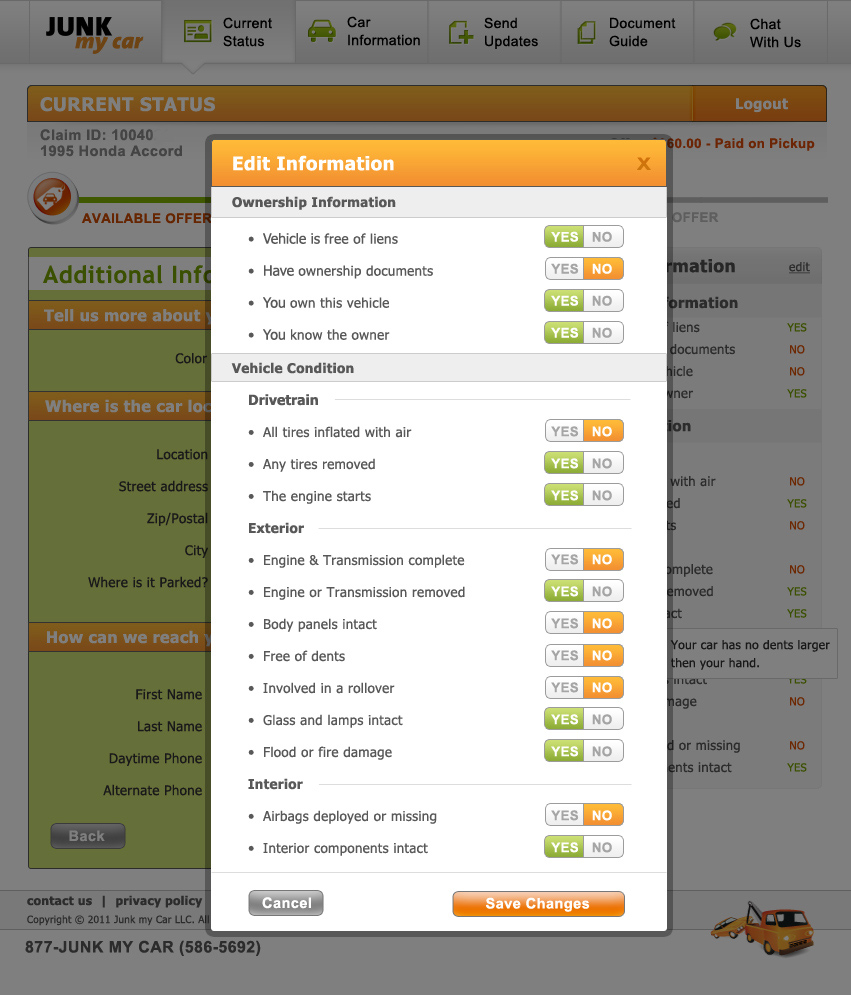 JUNK my car
Current Status
Car Information
Send Updates
Document Guide
Chat With Us
CURRENT STATUS
Logout
Claim ID: 10040
1995 Honda Accord
60.00 - Paid on Pickup
AVAILABLE OFFER
OFFER
Additional Info
Tell us more about y
Color
Where is the car loc
Location
Street address
Zip/Postal
City
Where is it Parked?
How can we reach y
First Name
Last Name
Daytime Phone
Alternate Phone
Back
Edit Information
X
Ownership Information
• Vehicle is free of liens YES NO
• Have ownership documents YES NO
• You own this vehicle YES NO
• You know the owner YES NO
Vehicle Condition
Drivetrain
• All tires inflated with air YES NO
• Any tires removed YES NO
• The engine starts YES NO
Exterior
• Engine & Transmission complete YES NO
• Engine or Transmission removed YES NO
• Body panels intact YES NO
• Free of dents YES NO
• Involved in a rollover YES NO
• Glass and lamps intact YES NO
• Flood or fire damage YES NO
Interior
• Airbags deployed or missing YES NO
• Interior components intact YES NO
Cancel
Save Changes
rmation edit
formation
liens YES
documents NO
hicle NO
wner YES
tion
with air NO
ed YES
ts NO
omplete NO
emoved YES
act YES
Your car has no dents larger
then your hand.
intact YES
mage NO
d or missing NO
ents intact YES
contact us | privacy policy
Copyright © 2011 Junk my Car LLC. All
877-JUNK MY CAR (586-5692)